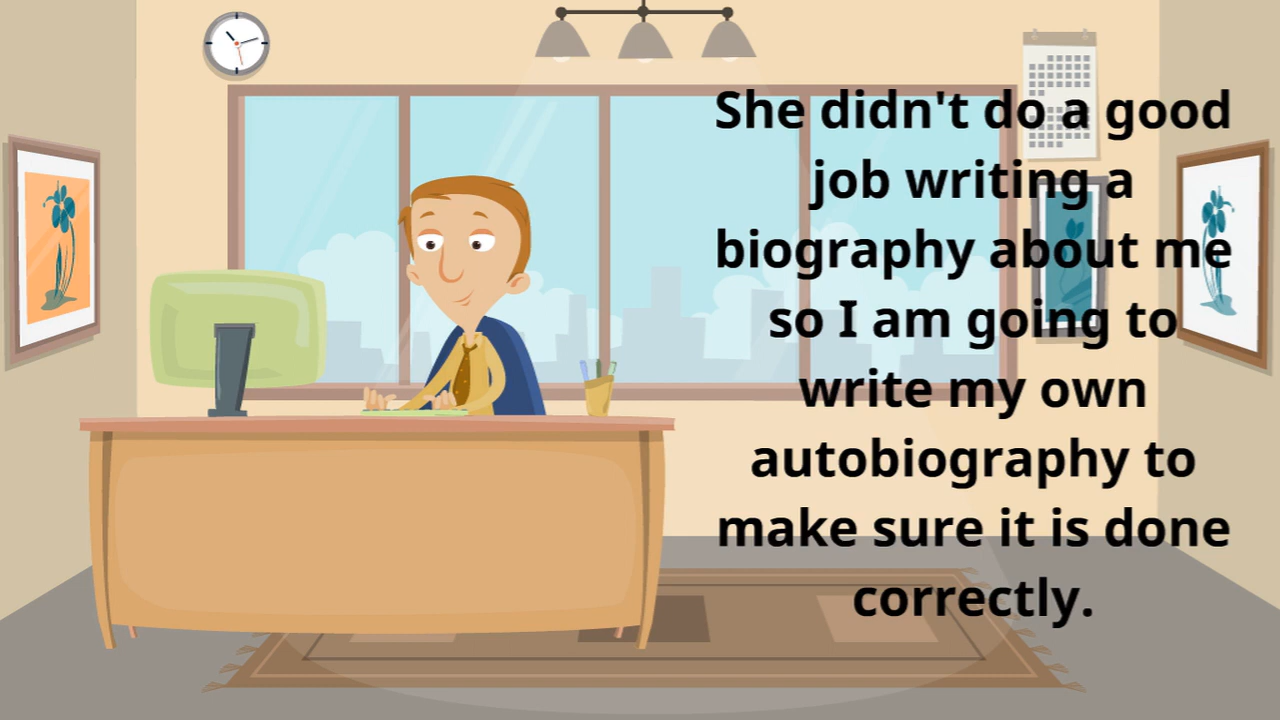 She didn't do a good
job writing a
biography about me
so I am going to
write my own
autobiography to
make sure it is done
correctly.